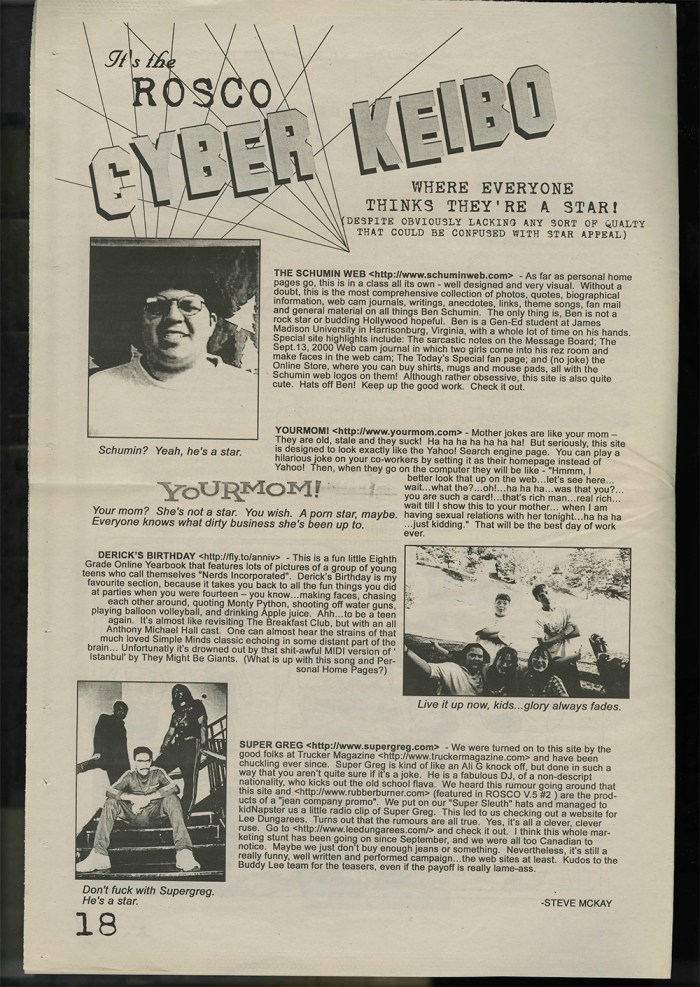 It's the
ROSCO
CYBER KEIBO
WHERE EVERYONE
THINKS THEY'RE A STAR!
(DESPITE OBVIOUSLY LACKING ANY SORT OF QUALTY
THAT COULD BE CONFUSED WITH STAR APPEAL)
THE SCHUMIN WEB <http://www.schuminweb.com> - As far as personal home
pages go, this is in a class all its own - well designed and very visual. Without a
doubt, this is the most comprehensive collection of photos, quotes, biographical
information, web cam journals, writings, anecdotes, links, theme songs, fan mail
and general material on all things Ben Schumin. The only thing is, Ben is not a
rock star or budding Hollywood hopeful. Ben is a Gen-Ed student at James
Madison University in Harrisonburg, Virginia, with a whole lot of time on his hands.
Special site highlights include: The sarcastic notes on the Message Board; The
Sept.13, 2000 Web cam journal in which two girls come into his rez room and
make faces in the web cam; The Today's Special fan page; and (no joke) the
Online Store, where you can buy shirts, mugs and mouse pads, all with the
Schumin web logos on them! Although rather obsessive, this site is also quite
cute. Hats off Ben! Keep up the good work. Check it out.
Schumin? Yeah, he's a star.
YOURMOM! <http://www.yourmom.com> - Mother jokes are like your mom –
They are old, stale and they suck! Ha ha ha ha ha ha! But seriously, this site
is designed to look exactly like the Yahoo! Search engine page. You can play a
hilarious joke on your co-workers by setting it as their homepage instead of
Yahoo! Then, when they go on the computer they will be like - "Hmmm, I
better look that up on the web…let's see here…
wait…what the?…oh!…ha ha ha…was that you?…
you are such a card!…that's rich man…real rich…
wait till I show this to your mother… when I am
having sexual relations with her tonight…ha ha ha
…just kidding." That will be the best day of work
ever.
YOURMOM!
Your mom? She's not a star. You wish. A porn star, maybe.
Everyone knows what dirty business she's been up to.
DERICK'S BIRTHDAY <http://fly.to/anniv> - This is a fun little Eighth
Grade Online Yearbook that features lots of pictures of a group of young
teens who call themselves "Nerds Incorporated". Derick's Birthday is my
favourite section, because it takes you back to all the fun things you did
at parties when you were fourteen – you know…making faces, chasing
each other around, quoting Monty Python, shooting off water guns,
playing balloon volleyball, and drinking Apple juice. Ahh…to be a teen
again. It's almost like revisiting The Breakfast Club, but with an all
Anthony Michael Hall cast. One can almost hear the strains of that
much loved Simple Minds classic echoing in some distant part of the
brain… Unfortunatly it's drowned out by that shit-awful MIDI version of '
Istanbul' by They Might Be Giants. (What is up with this song and Per-
sonal Home Pages?)
Live it up now, kids...glory always fades.
SUPER GREG <http://www.supergreg.com> - We were turned on to this site by the
good folks at Trucker Magazine <http://www.truckermagazine.com> and have been
chuckling ever since. Super Greg is kind of like an Ali G knock off, but done in such a
way that you aren't quite sure if it's a joke. He is a fabulous DJ, of a non-descript
nationality, who kicks out the old school flava. We heard this rumour going around that
this site and <http://www.rubberburner.com> (featured in ROSCO V.5 #2 ) are the prod-
ucts of a "jean company promo". We put on our "Super Sleuth" hats and managed to
kidNapster us a little radio clip of Super Greg. This led us to checking out a website for
Lee Dungarees. Turns out that the rumours are all true. Yes, it's all a clever, clever
ruse. Go to <http://www.leedungarees.com/> and check it out. I think this whole mar-
keting stunt has been going on since September, and we were all too Canadian to
notice. Maybe we just don't buy enough jeans or something. Nevertheless, it's still a
really funny, well written and performed campaign…the web sites at least. Kudos to the
Buddy Lee team for the teasers, even if the payoff is really lame-ass.
Don't fuck with Supergreg.
He's a star.
-STEVE MCKAY
18